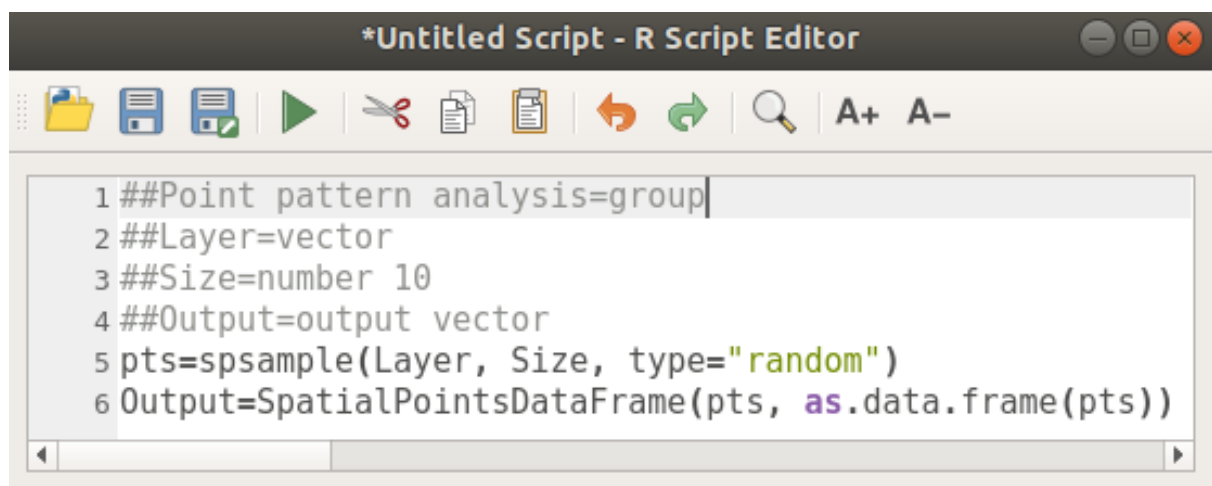 *Untitled Script - R Script Editor
A+ A-
1 ##Point pattern analysis=group
2 ##Layer=vector
3 ##Size=number 10
4 ##Output=output vector
5 pts=spsample(Layer, Size, type="random")
6 Output=SpatialPointsDataFrame(pts, as.data.frame(pts))